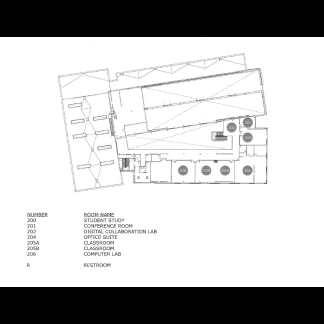 NUMBER ROOM NAME
200 STUDENT STUDY
201 CONFERENCE ROOM
202 DIGITAL COLLABORATION LAB
204 OFFICE SUITE
205A CLASSROOM
205B CLASSROOM
206 COMPUTER LAB
R RESTROOM